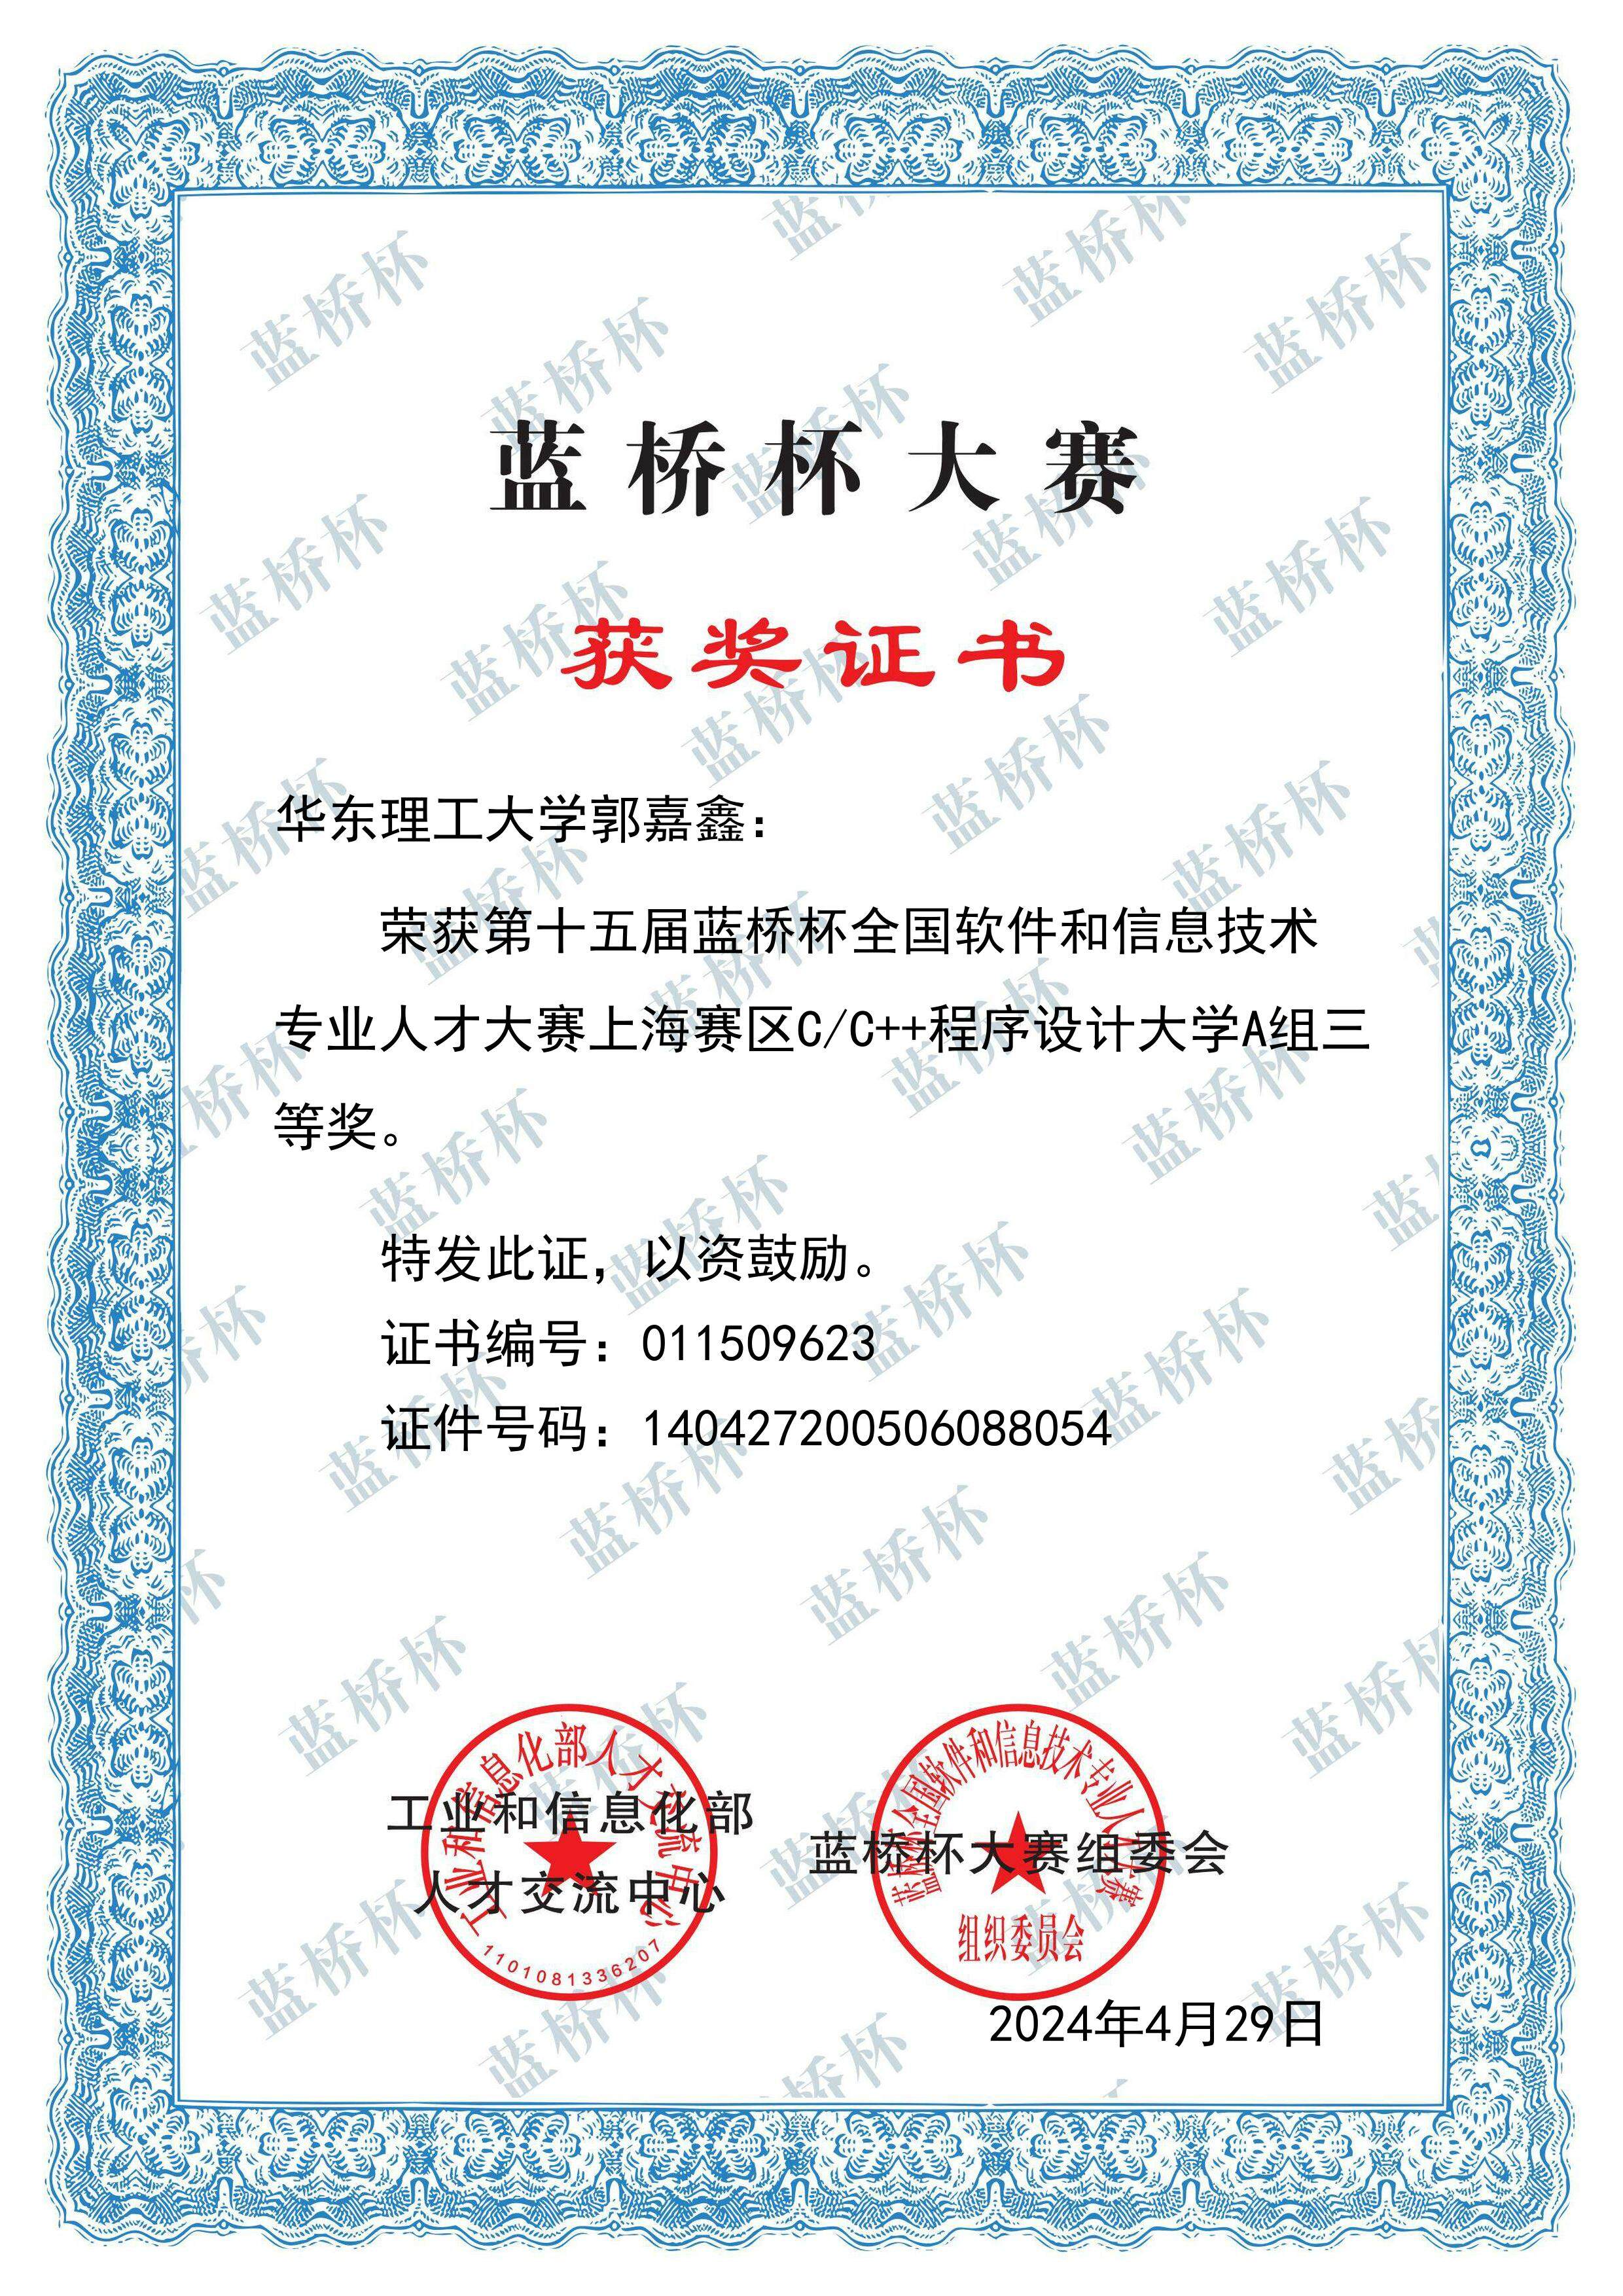 蓝桥杯大赛
获奖证书
华东理工大学郭嘉鑫：
荣获第十五届蓝桥杯全国软件和信息技术
专业人才大赛上海赛区C/C++程序设计大学A组三
等奖。
特发此证，以资鼓励。
证书编号：011509623
证件号码：140427200506088054
工业和信息化部
人才交流中心
工业和信息化部人才交流中心
1101081336207
蓝桥杯大赛组委会
蓝桥杯全国软件和信息技术专业人才大赛
组织委员会
2024年4月29日
蓝桥杯